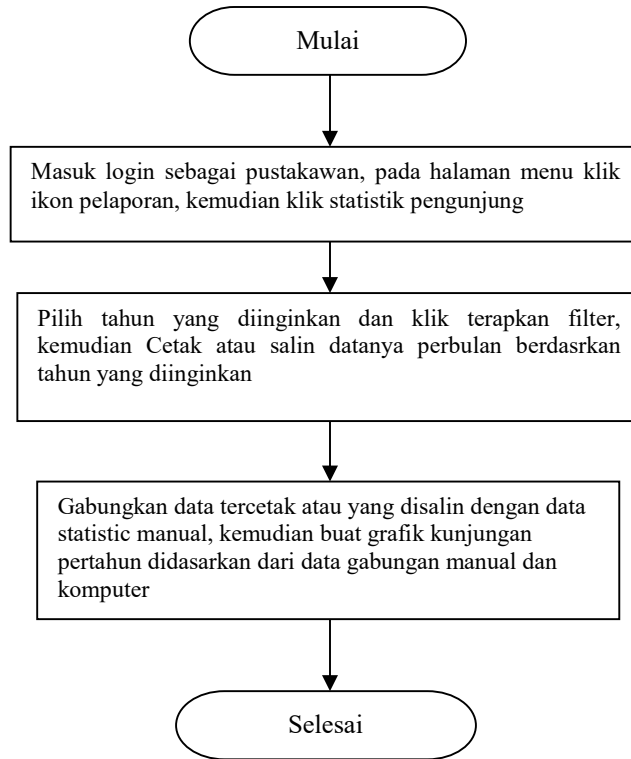 Mulai
Masuk login sebagai pustakawan, pada halaman menu klik
ikon pelaporan, kemudian klik statistik pengunjung
Pilih tahun yang diinginkan dan klik terapkan filter,
kemudian Cetak atau salin datanya perbulan berdasrkan
tahun yang diinginkan
Gabungkan data tercetak atau yang disalin dengan data
statistic manual, kemudian buat grafik kunjungan
pertahun didasarkan dari data gabungan manual dan
komputer
Selesai